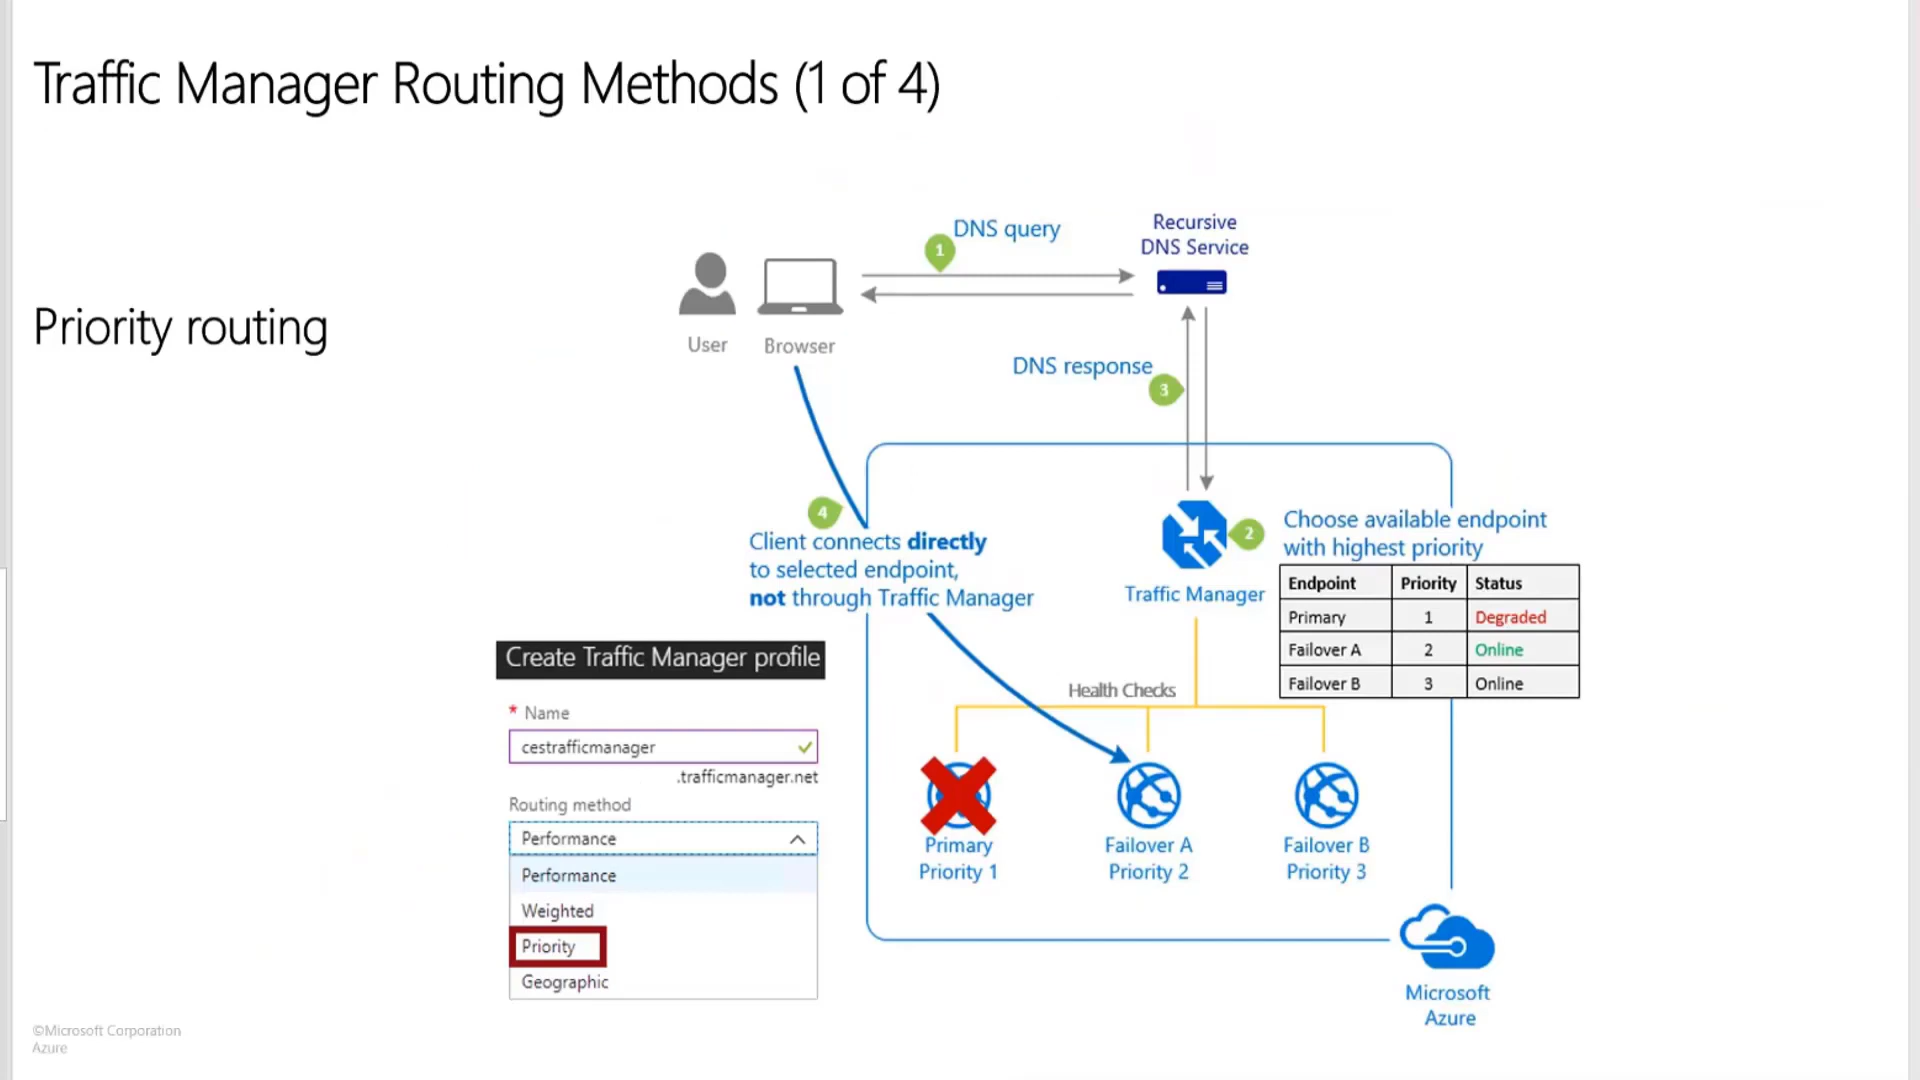 Traffic Manager Routing Methods (1 of 4)
Priority routing
1
DNS query
Recursive
DNS Service
User
Browser
DNS response
3
4
Client connects directly
to selected endpoint,
not through Traffic Manager
2
Choose available endpoint
with highest priority
Traffic Manager
Endpoint Priority Status
Primary 1 Degraded
Failover A 2 Online
Failover B 3 Online
Health Checks
Primary
Priority 1
Failover A
Priority 2
Failover B
Priority 3
Create Traffic Manager profile
* Name
cestrafficmanager
.trafficmanager.net
Routing method
Performance
Performance
Weighted
Priority
Geographic
Microsoft
Azure
©Microsoft Corporation
Azure